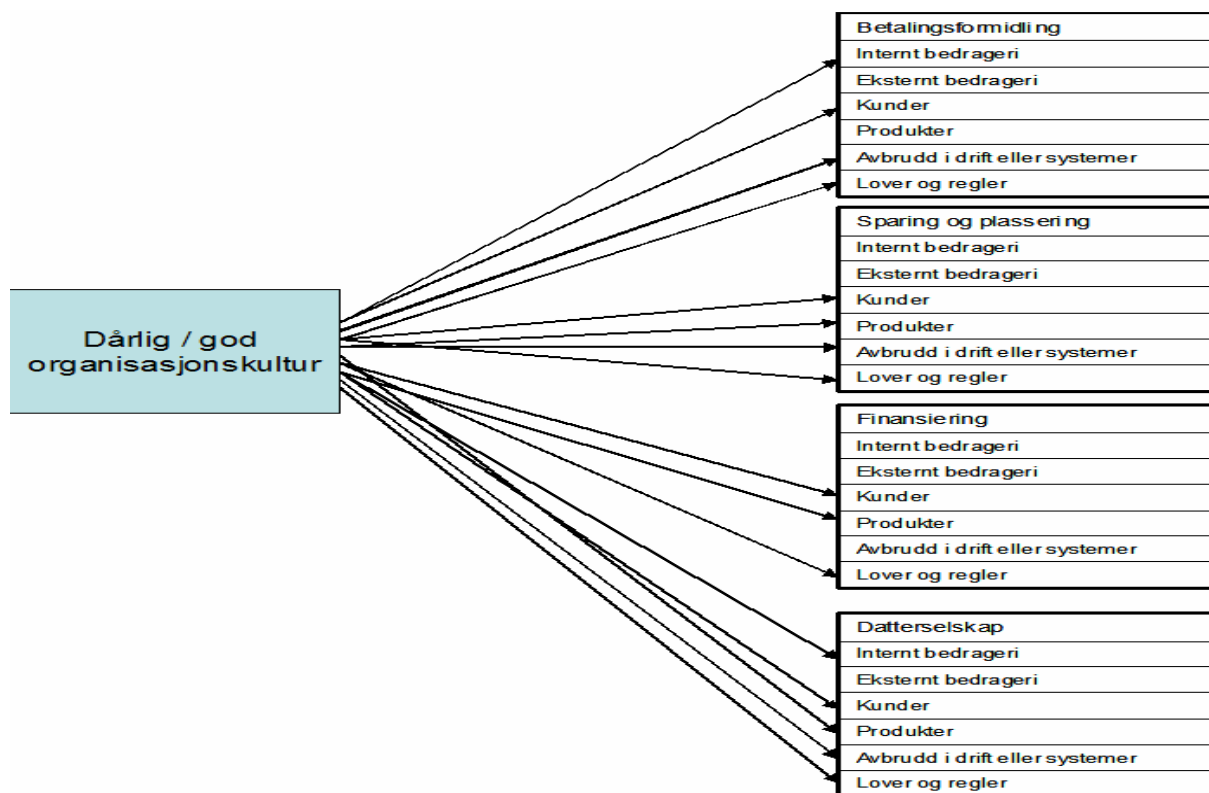 Dårlig / god
organisasjonskultur
Betalingsformidling
Internt bedrageri
Eksternt bedrageri
Kunder
Produkter
Avbrudd i drift eller systemer
Lover og regler
Sparing og plassering
Internt bedrageri
Eksternt bedrageri
Kunder
Produkter
Avbrudd i drift eller systemer
Lover og regler
Finansiering
Internt bedrageri
Eksternt bedrageri
Kunder
Produkter
Avbrudd i drift eller systemer
Lover og regler
Datterselskap
Internt bedrageri
Eksternt bedrageri
Kunder
Produkter
Avbrudd i drift eller systemer
Lover og regler